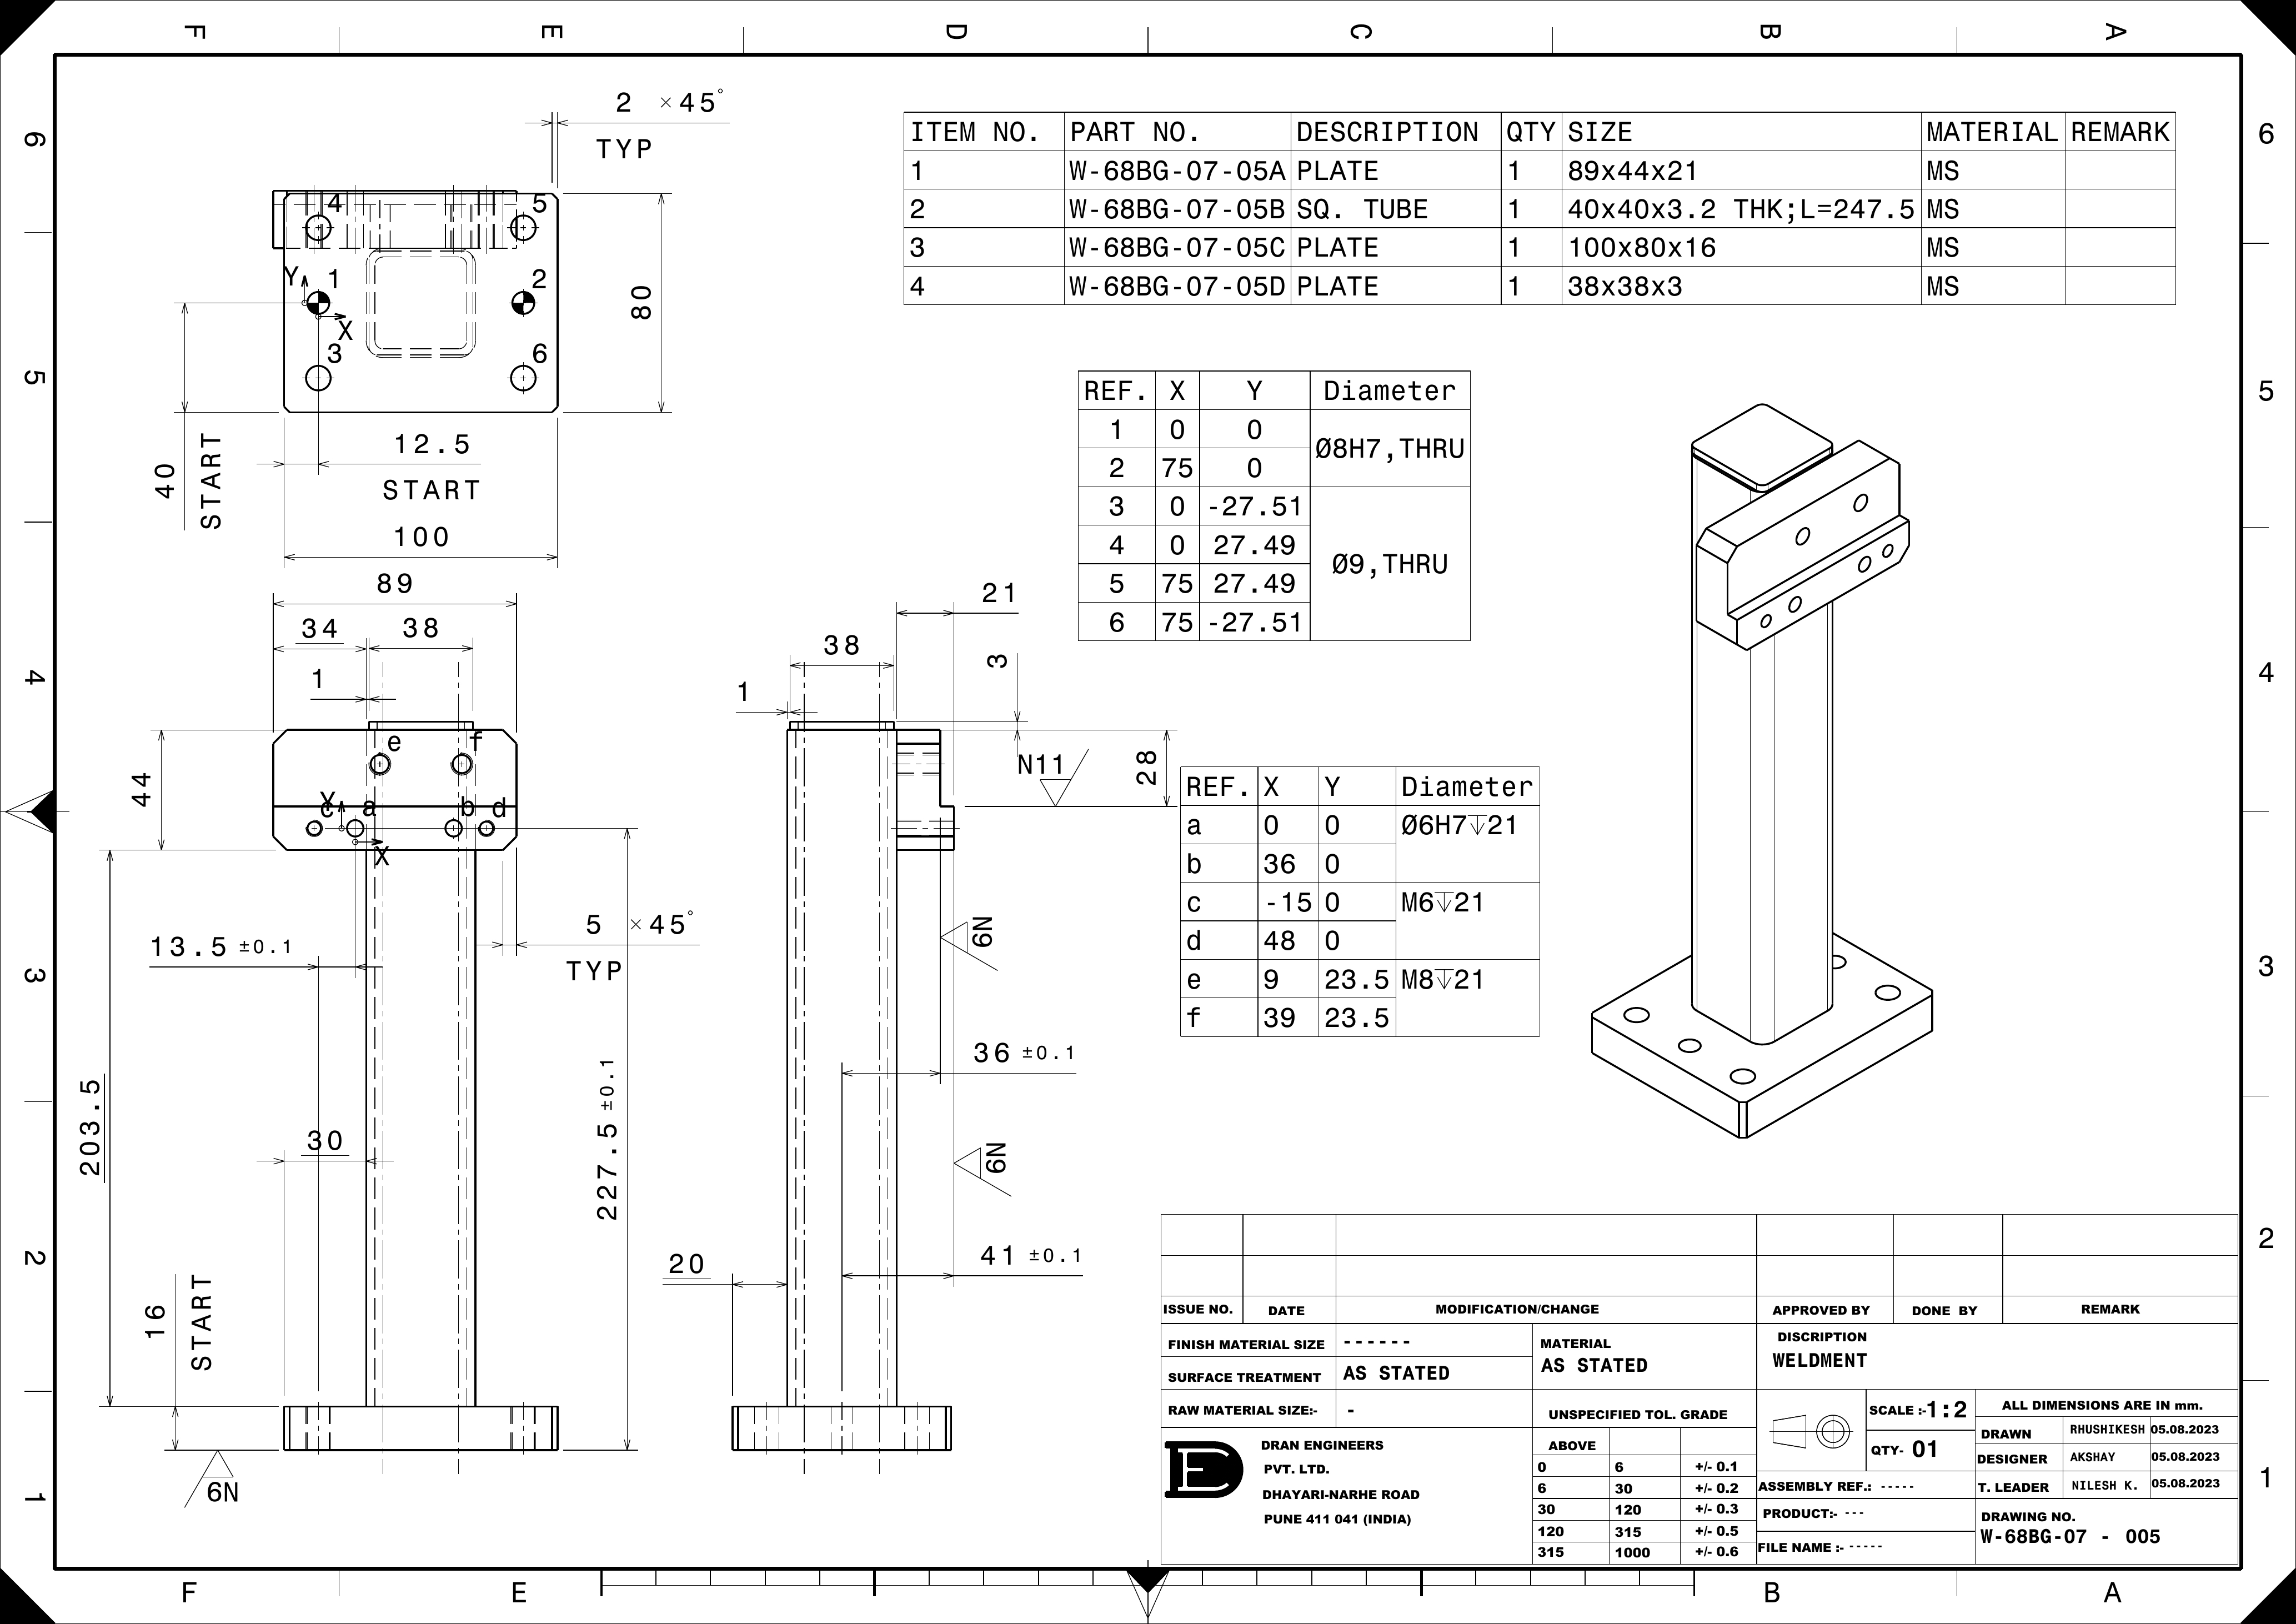 F E D C B A
6 5 4 3 2 1
6 5 4 3 2 1
F E B A
2 ×45°
TYP
4 5
Y 1 2
X
3 6
80
40 START
12.5
START
100
ITEM NO. PART NO. DESCRIPTION QTY SIZE MATERIAL REMARK
1 W-68BG-07-05A PLATE 1 89x44x21 MS
2 W-68BG-07-05B SQ. TUBE 1 40x40x3.2 THK;L=247.5 MS
3 W-68BG-07-05C PLATE 1 100x80x16 MS
4 W-68BG-07-05D PLATE 1 38x38x3 MS
REF. X Y Diameter
1 0 0 Ø8H7,THRU
2 75 0
3 0 -27.51 Ø9,THRU
4 0 27.49
5 75 27.49
6 75 -27.51
89
34 38
1
e f
44
Y c a b d
X
13.5 ±0.1
5 ×45°
TYP
203.5
30
227.5 ±0.1
16 START
N9
21
38
3
1
N11
28
N9
36 ±0.1
N9
41 ±0.1
20
REF. X Y Diameter
a 0 0 Ø6H7↧21
b 36 0
c -15 0 M6↧21
d 48 0
e 9 23.5 M8↧21
f 39 23.5
ISSUE NO. DATE MODIFICATION/CHANGE APPROVED BY DONE BY REMARK
FINISH MATERIAL SIZE ------
SURFACE TREATMENT AS STATED
RAW MATERIAL SIZE:- -
MATERIAL
AS STATED
DISCRIPTION
WELDMENT
DE
DRAN ENGINEERS
PVT. LTD.
DHAYARI-NARHE ROAD
PUNE 411 041 (INDIA)
UNSPECIFIED TOL. GRADE
ABOVE
0 6 +/- 0.1
6 30 +/- 0.2
30 120 +/- 0.3
120 315 +/- 0.5
315 1000 +/- 0.6
SCALE :-1:2
QTY- 01
ASSEMBLY REF.: -----
PRODUCT:- ---
FILE NAME :- -----
ALL DIMENSIONS ARE IN mm.
DRAWN RHUSHIKESH 05.08.2023
DESIGNER AKSHAY 05.08.2023
T. LEADER NILESH K. 05.08.2023
DRAWING NO.
W-68BG-07 - 005